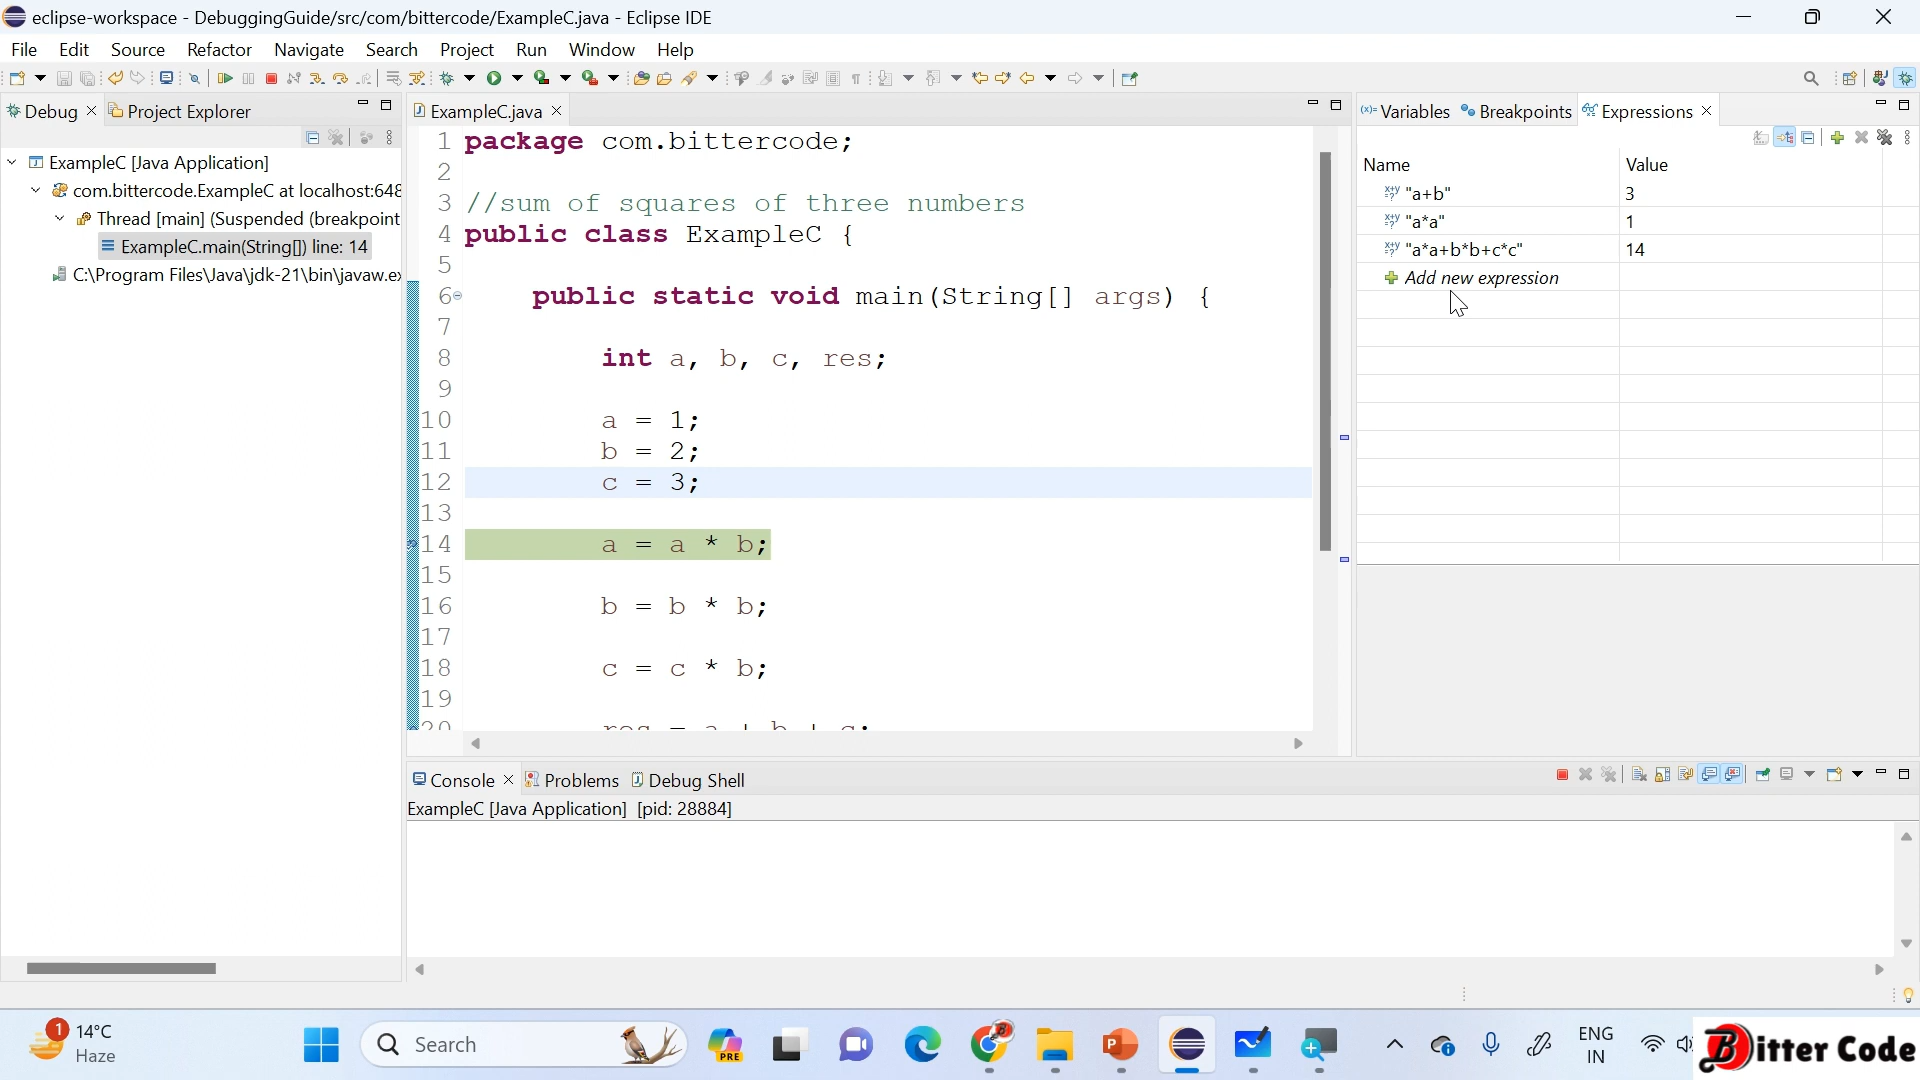 eclipse-workspace - DebuggingGuide/src/com/bittercode/ExampleC.java - Eclipse IDE
File Edit Source Refactor Navigate Search Project Run Window Help
Debug Project Explorer
ExampleC [Java Application]
com.bittercode.ExampleC at localhost:648
Thread [main] (Suspended (breakpoint
ExampleC.main(String[]) line: 14
C:\Program Files\Java\jdk-21\bin\javaw.ex
ExampleC.java
1 package com.bittercode;
2
3 //sum of squares of three numbers
4 public class ExampleC {
5
6 public static void main(String[] args) {
7
8 int a, b, c, res;
9
10 a = 1;
11 b = 2;
12 c = 3;
13
14 a = a * b;
15
16 b = b * b;
17
18 c = c * b;
19
20 res = a + b + c;
(x)= Variables Breakpoints Expressions
Name Value
"a+b" 3
"a*a" 1
"a*a+b*b+c*c" 14
Add new expression
Console Problems Debug Shell
ExampleC [Java Application] [pid: 28884]
1 14°C
Haze
Search
PRE
ENG
IN
Bitter Code